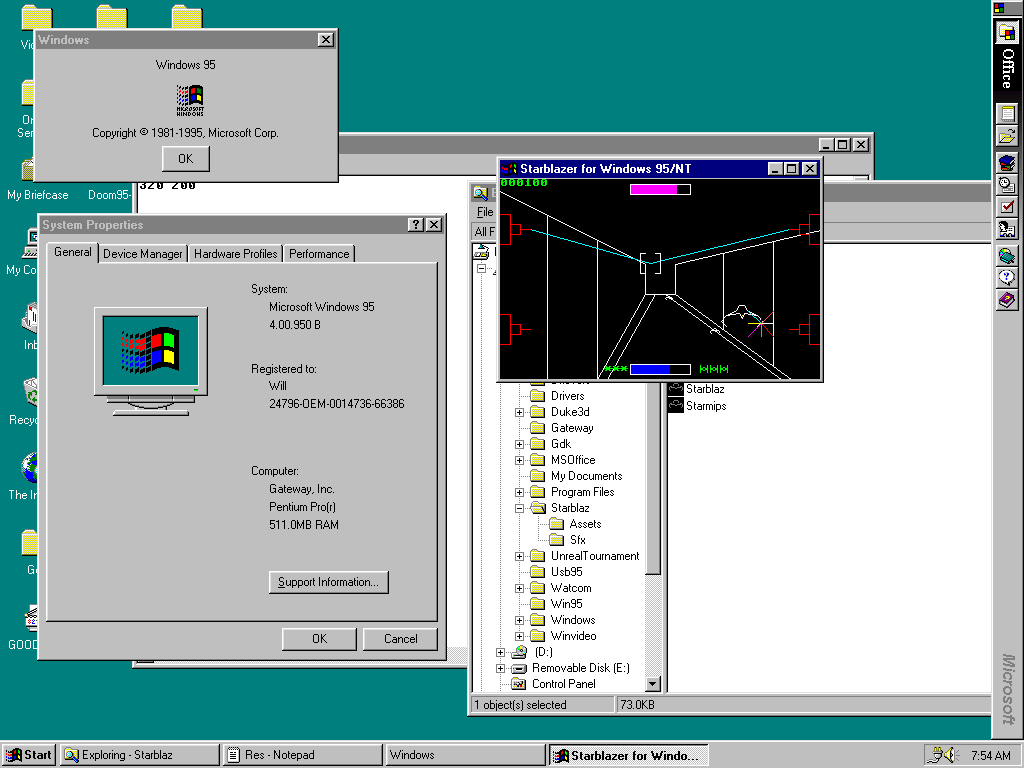 Windows
Windows 95
MICROSOFT
WINDOWS
Copyright © 1981-1995, Microsoft Corp.
OK
My Briefcase
Doom95-
320 200
System Properties
General
Device Manager
Hardware Profiles
Performance
System:
Microsoft Windows 95
4.00.950 B
Registered to:
Will
24796-OEM-0014736-66386
Computer:
Gateway, Inc.
Pentium Pro(r)
511.0MB RAM
Support Information...
OK
Cancel
My Co
Inb
Recyc
The In
GOOD
Starblazer for Windows 95/NT
000100
File
All F
Drivers
Duke3d
Gateway
Gdk
MSOffice
My Documents
Program Files
Starblaz
Assets
Sfx
UnrealTournament
Usb95
Watcom
Win95
Windows
Winvideo
(D:)
Removable Disk (E:)
Control Panel
Starblaz
Starmips
1 object(s) selected
73.0KB
Office
Microsoft
Start
Exploring - Starblaz
Res - Notepad
Windows
Starblazer for Windo...
7:54 AM